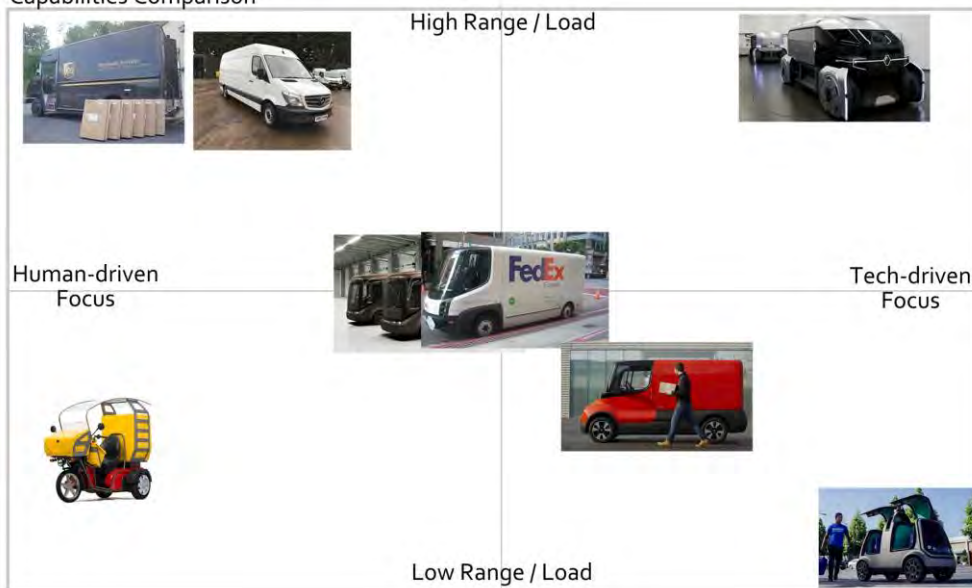 Capabilities Comparison
High Range / Load
Human-driven
Focus
Tech-driven
Focus
FedEx
Low Range / Load